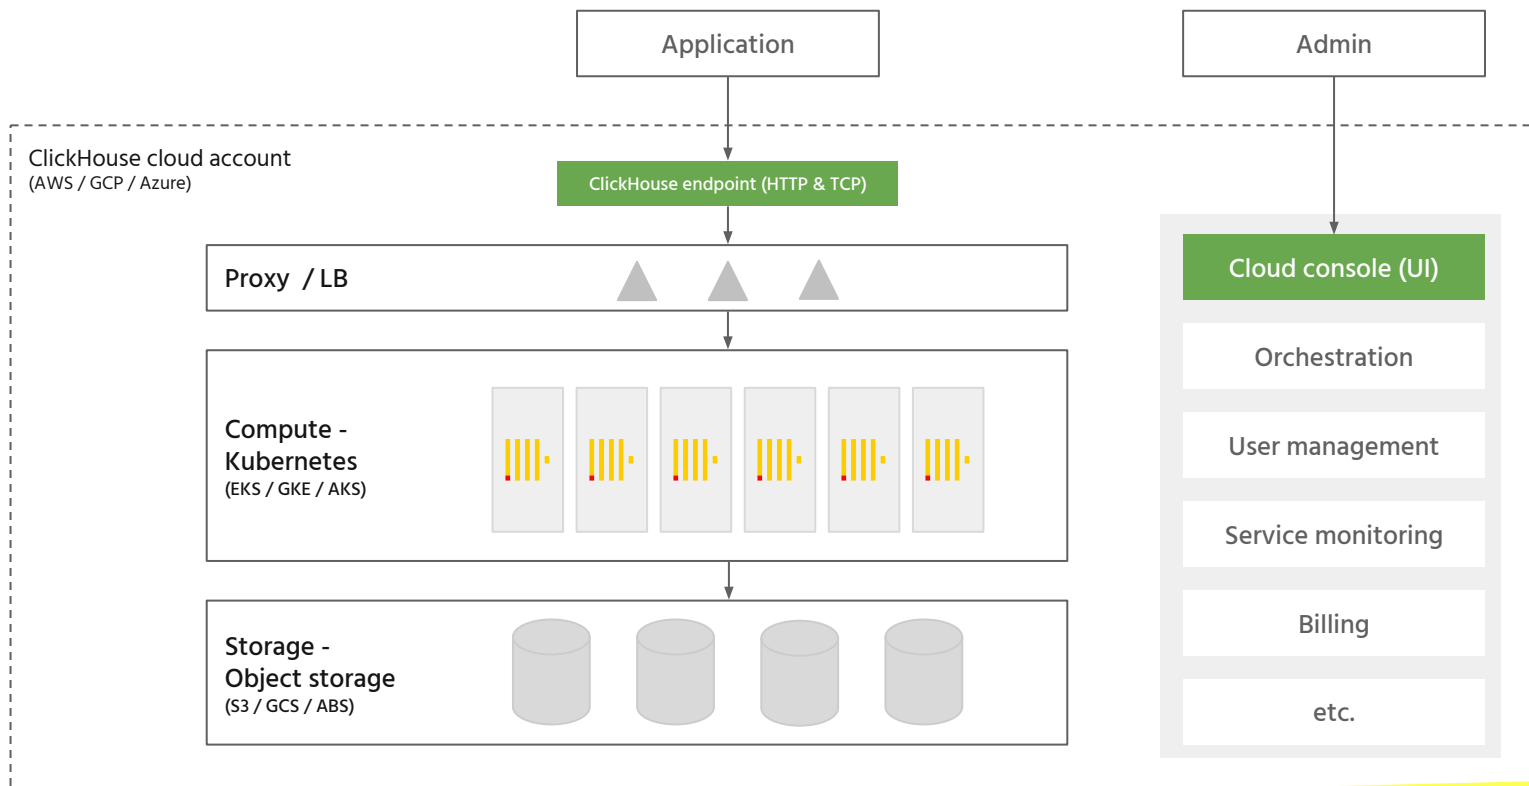 Application
Admin
ClickHouse cloud account
(AWS / GCP / Azure)
ClickHouse endpoint (HTTP & TCP)
Proxy / LB
Compute -
Kubernetes
(EKS / GKE / AKS)
Storage -
Object storage
(S3 / GCS / ABS)
Cloud console (UI)
Orchestration
User management
Service monitoring
Billing
etc.